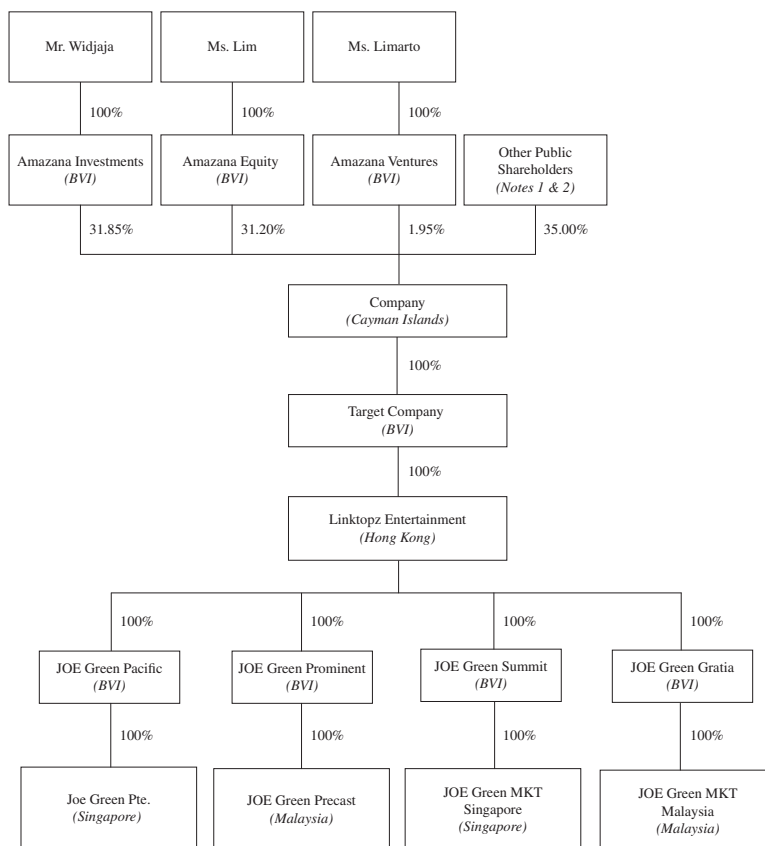 Mr. Widjaja
Ms. Lim
Ms. Limarto
100%
100%
100%
Amazana Investments
(BVI)
Amazana Equity
(BVI)
Amazana Ventures
(BVI)
Other Public
Shareholders
(Notes 1 & 2)
31.85%
31.20%
1.95%
35.00%
Company
(Cayman Islands)
100%
Target Company
(BVI)
100%
Linktopz Entertainment
(Hong Kong)
100%
100%
100%
100%
JOE Green Pacific
(BVI)
JOE Green Prominent
(BVI)
JOE Green Summit
(BVI)
JOE Green Gratia
(BVI)
100%
100%
100%
100%
Joe Green Pte.
(Singapore)
JOE Green Precast
(Malaysia)
JOE Green MKT
Singapore
(Singapore)
JOE Green MKT
Malaysia
(Malaysia)